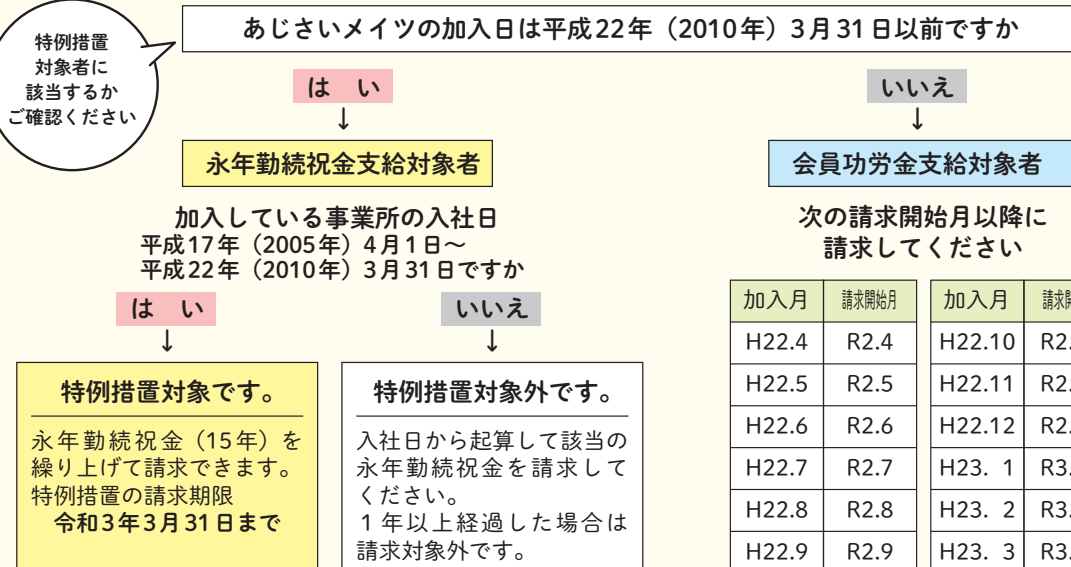 特例措置
対象者に
該当するか
ご確認ください
あじさいメイツの加入日は平成22年（2010年）3月31日以前ですか
は い
↓
永年勤続祝金支給対象者
加入している事業所の入社日
平成17年（2005年）4月1日〜
平成22年（2010年）3月31日ですか
は い
↓
特例措置対象です。
永年勤続祝金（15年）を
繰り上げて請求できます。
特例措置の請求期限
令和3年3月31日まで
いいえ
↓
特例措置対象外です。
入社日から起算して該当の
永年勤続祝金を請求して
ください。
1年以上経過した場合は
請求対象外です。
いいえ
↓
会員功労金支給対象者
次の請求開始月以降に
請求してください
加入月 請求開始月
H22.4 R2.4
H22.5 R2.5
H22.6 R2.6
H22.7 R2.7
H22.8 R2.8
H22.9 R2.9
加入月 請求開
H22.10 R2.
H22.11 R2.
H22.12 R2.
H23. 1 R3.
H23. 2 R3.
H23. 3 R3.